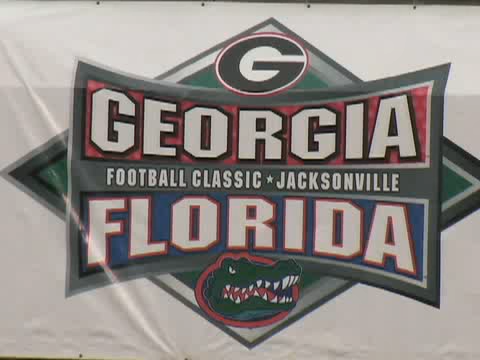 G
GEORGIA
FOOTBALL CLASSIC ★ JACKSONVILLE
FLORIDA